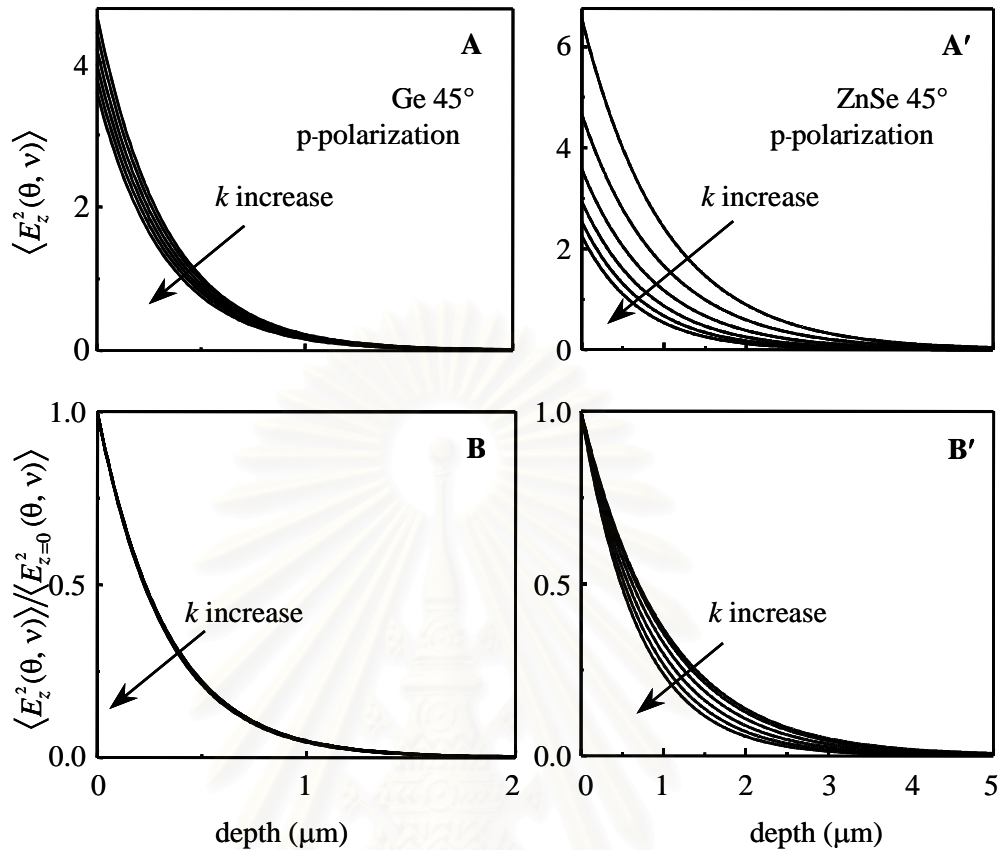 A
Ge 45°
p-polarization
k increase
4
2
0
⟨E_z^2(θ, ν)⟩
A′
ZnSe 45°
p-polarization
k increase
6
4
2
0
B
k increase
1.0
0.5
0.0
0
1
2
depth (μm)
⟨E_z^2(θ, ν)⟩/⟨E_{z=0}^2(θ, ν)⟩
B′
k increase
1.0
0.5
0.0
0
1
2
3
4
5
depth (μm)